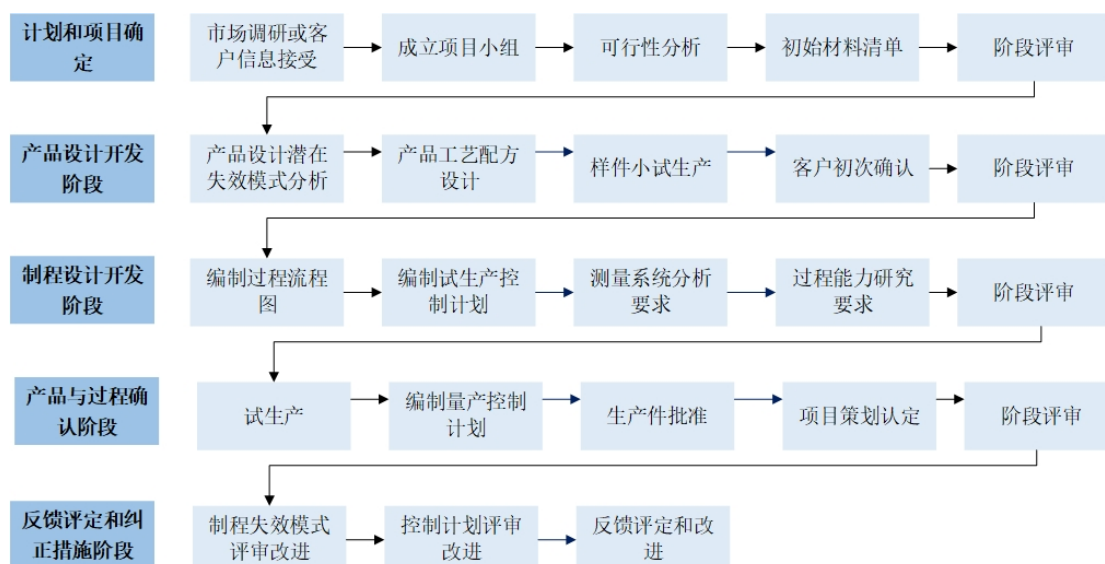 计划和项目确
定
市场调研或客
户信息接受
成立项目小组
可行性分析
初始材料清单
阶段评审
产品设计开发
阶段
产品设计潜在
失效模式分析
产品工艺配方
设计
样件小试生产
客户初次确认
阶段评审
制程设计开发
阶段
编制过程流程
图
编制试生产控
制计划
测量系统分析
要求
过程能力研究
要求
阶段评审
产品与过程确
认阶段
试生产
编制量产控制
计划
生产件批准
项目策划认定
阶段评审
反馈评定和纠
正措施阶段
制程失效模式
评审改进
控制计划评审
改进
反馈评定和改
进